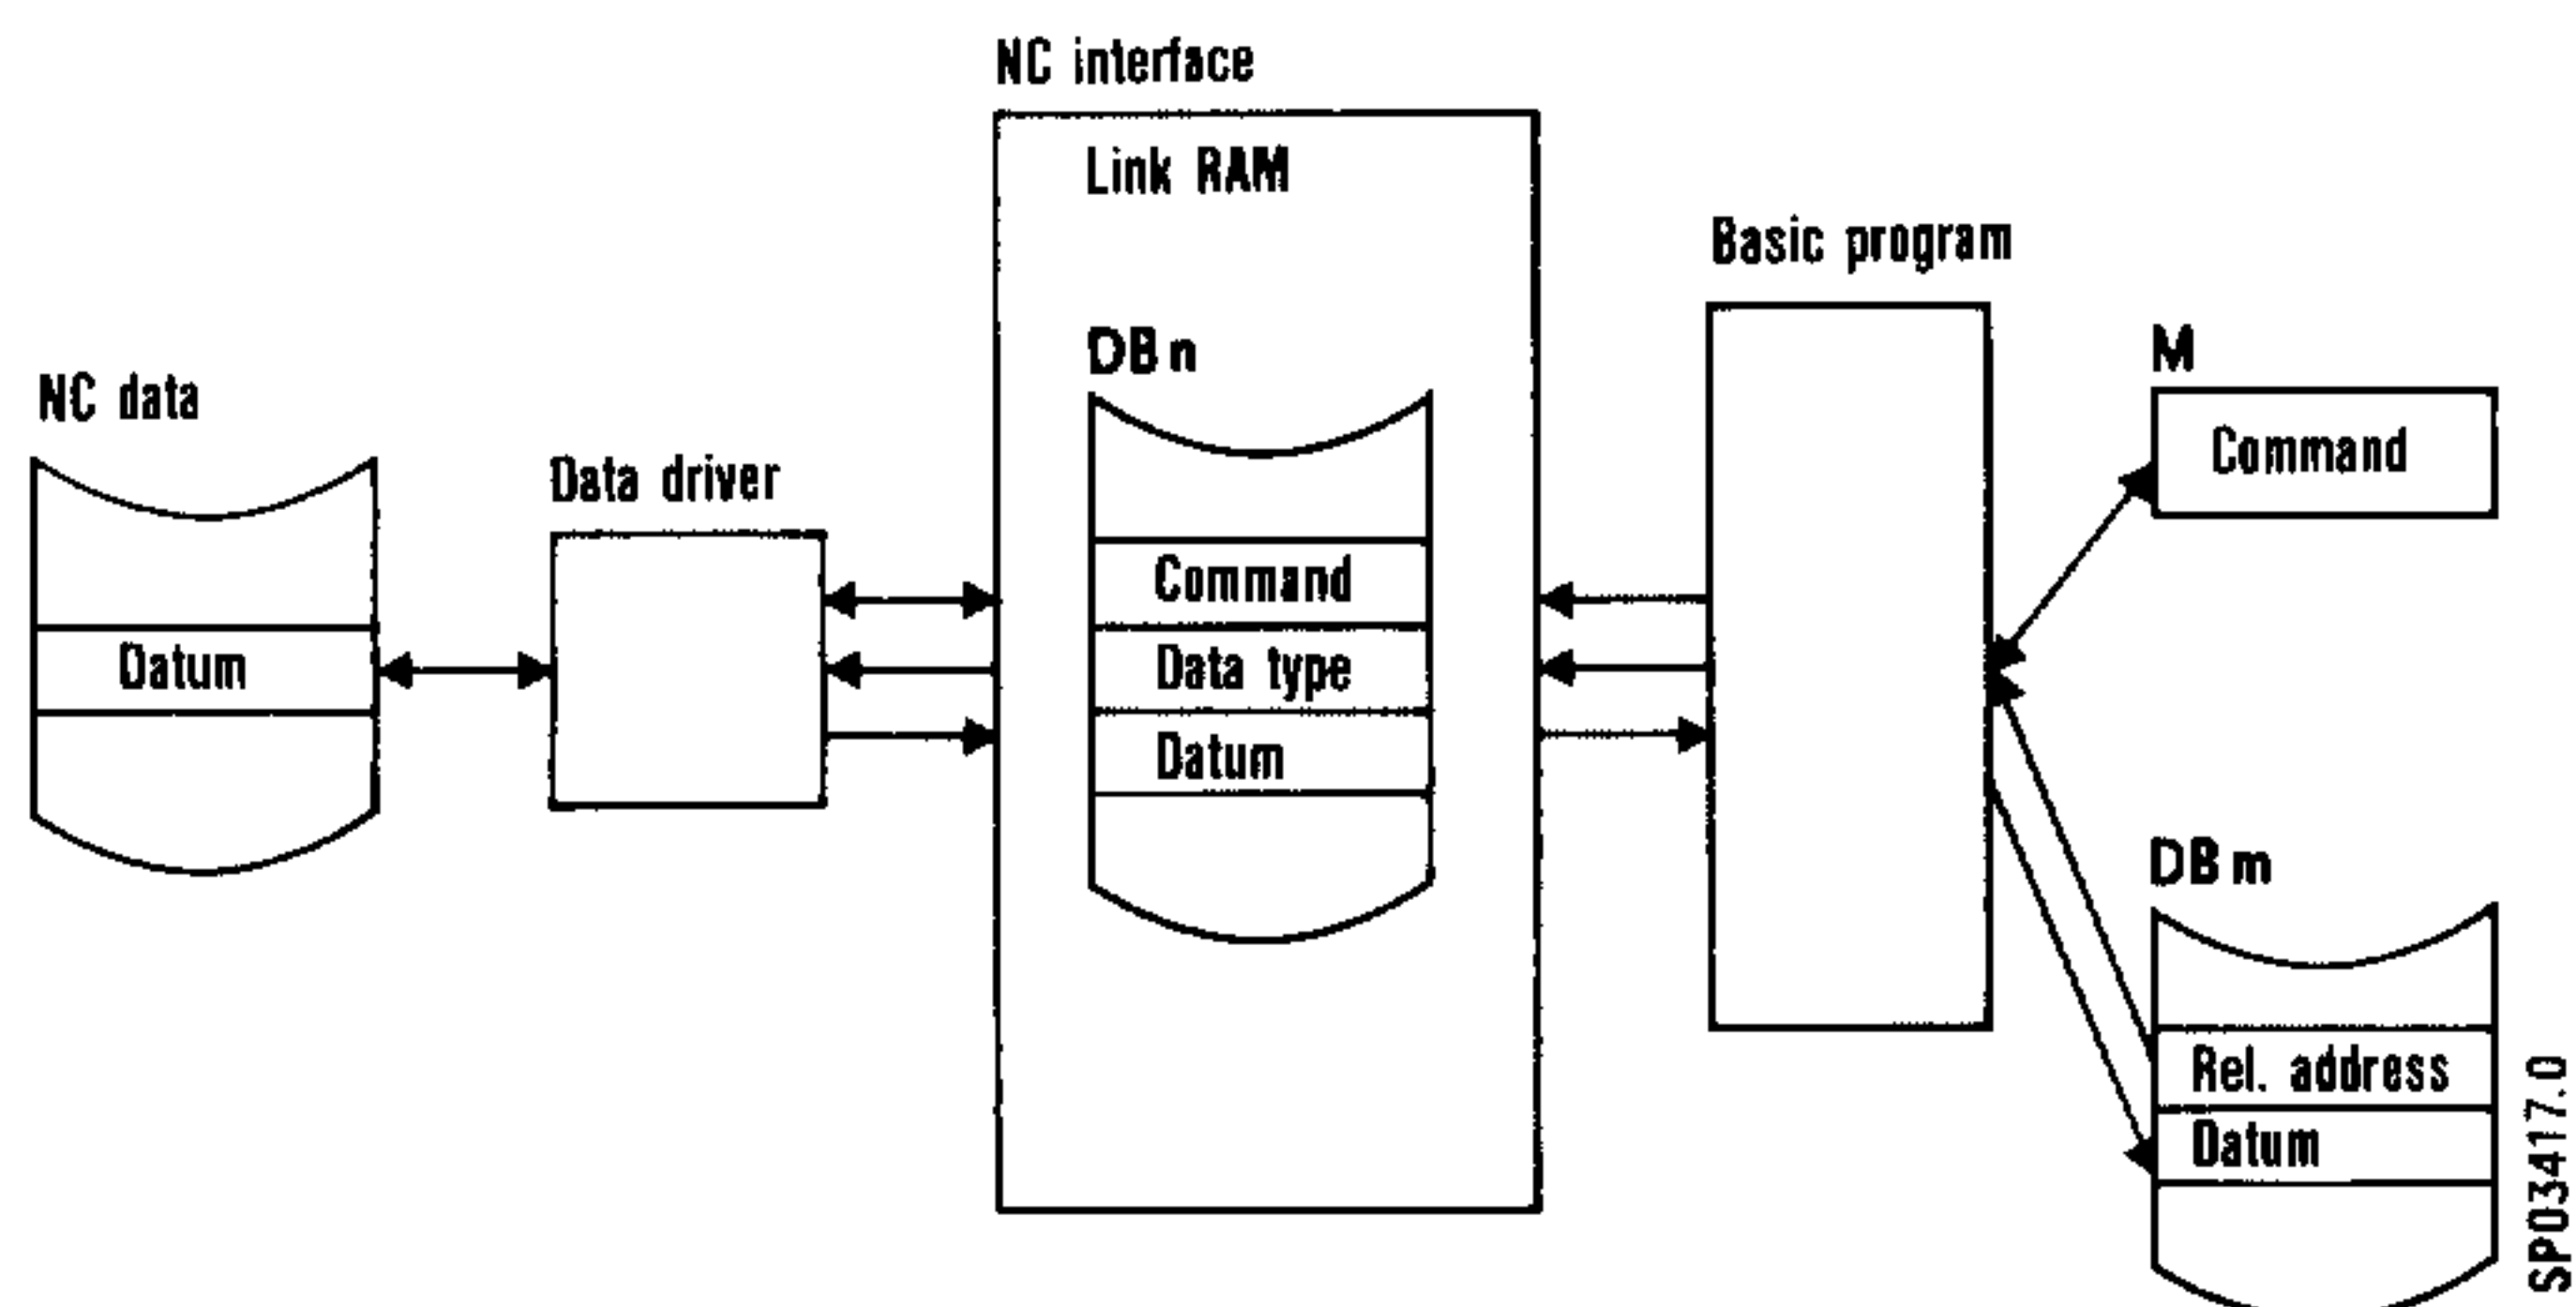 NC interface
Link RAM
Basic program
DB n
M
NC data
Command
Data driver
Command
Datum
Data type
Datum
DB m
Rel. address
Datum
SP03417.0